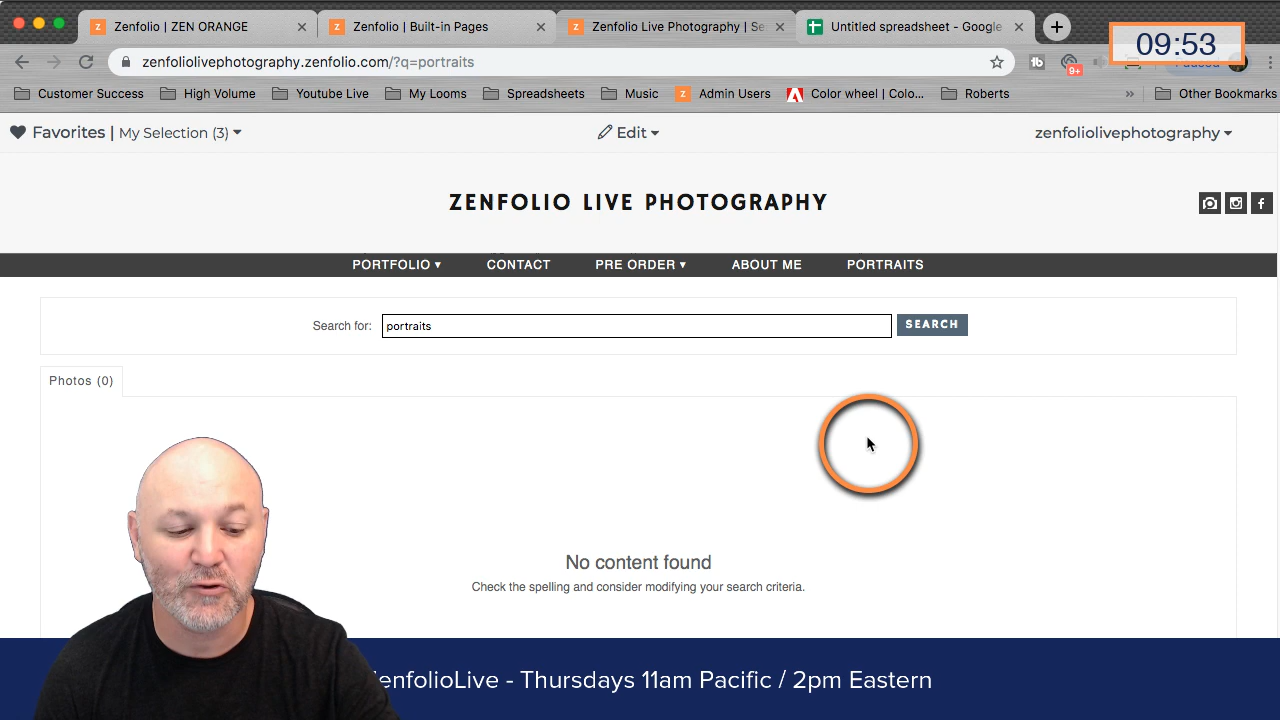 Zenfolio | ZEN ORANGE
Zenfolio | Built-in Pages
Zenfolio Live Photography | Se
Untitled spreadsheet - Google
09:53
zenfoliolivephotography.zenfolio.com/?q=portraits
9+
Paused
Customer Success
High Volume
Youtube Live
My Looms
Spreadsheets
Music
Admin Users
Color wheel | Colo...
Roberts
Other Bookmarks
Favorites | My Selection (3)
Edit
zenfoliolivephotography
ZENFOLIO LIVE PHOTOGRAPHY
PORTFOLIO
CONTACT
PRE ORDER
ABOUT ME
PORTRAITS
Search for:
portraits
SEARCH
Photos (0)
No content found
Check the spelling and consider modifying your search criteria.
enfolioLive - Thursdays 11am Pacific / 2pm Eastern